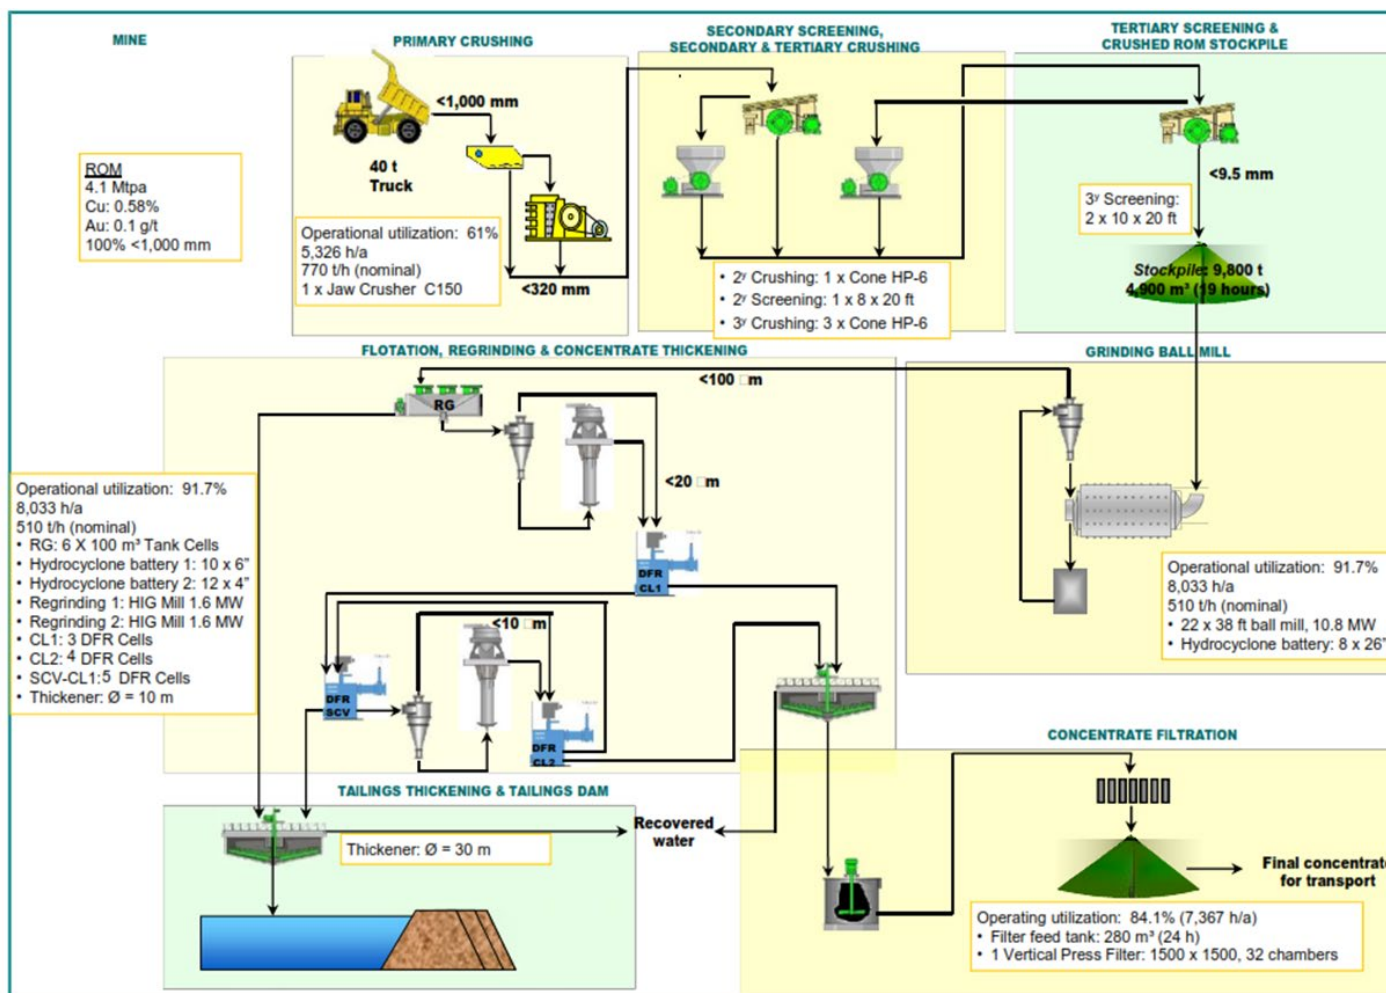 MINE
PRIMARY CRUSHING
SECONDARY SCREENING,
SECONDARY & TERTIARY CRUSHING
TERTIARY SCREENING &
CRUSHED ROM STOCKPILE
ROM
4.1 Mtpa
Cu: 0.58%
Au: 0.1 g/t
100% <1,000 mm
<1,000 mm
40 t
Truck
Operational utilization: 61%
5,326 h/a
770 t/h (nominal)
1 x Jaw Crusher C150
<320 mm
• 2ʸ Crushing: 1 x Cone HP-6
• 2ʸ Screening: 1 x 8 x 20 ft
• 3ʸ Crushing: 3 x Cone HP-6
<9.5 mm
3ʸ Screening:
2 x 10 x 20 ft
Stockpile: 9,800 t
4,900 m³ (19 hours)
FLOTATION, REGRINDING & CONCENTRATE THICKENING
GRINDING BALL MILL
<100 □m
RG
<20 □m
Operational utilization: 91.7%
8,033 h/a
510 t/h (nominal)
• RG: 6 X 100 m³ Tank Cells
• Hydrocyclone battery 1: 10 x 6”
• Hydrocyclone battery 2: 12 x 4”
• Regrinding 1: HIG Mill 1.6 MW
• Regrinding 2: HIG Mill 1.6 MW
• CL1: 3 DFR Cells
• CL2: 4 DFR Cells
• SCV-CL1: 5 DFR Cells
• Thickener: Ø = 10 m
DFR
CL1
<10 □m
DFR
SCV
DFR
CL2
Operational utilization: 91.7%
8,033 h/a
510 t/h (nominal)
• 22 x 38 ft ball mill, 10.8 MW
• Hydrocyclone battery: 8 x 26”
CONCENTRATE FILTRATION
TAILINGS THICKENING & TAILINGS DAM
Thickener: Ø = 30 m
Recovered
water
Final concentrate
for transport
Operating utilization: 84.1% (7,367 h/a)
• Filter feed tank: 280 m³ (24 h)
• 1 Vertical Press Filter: 1500 x 1500, 32 chambers